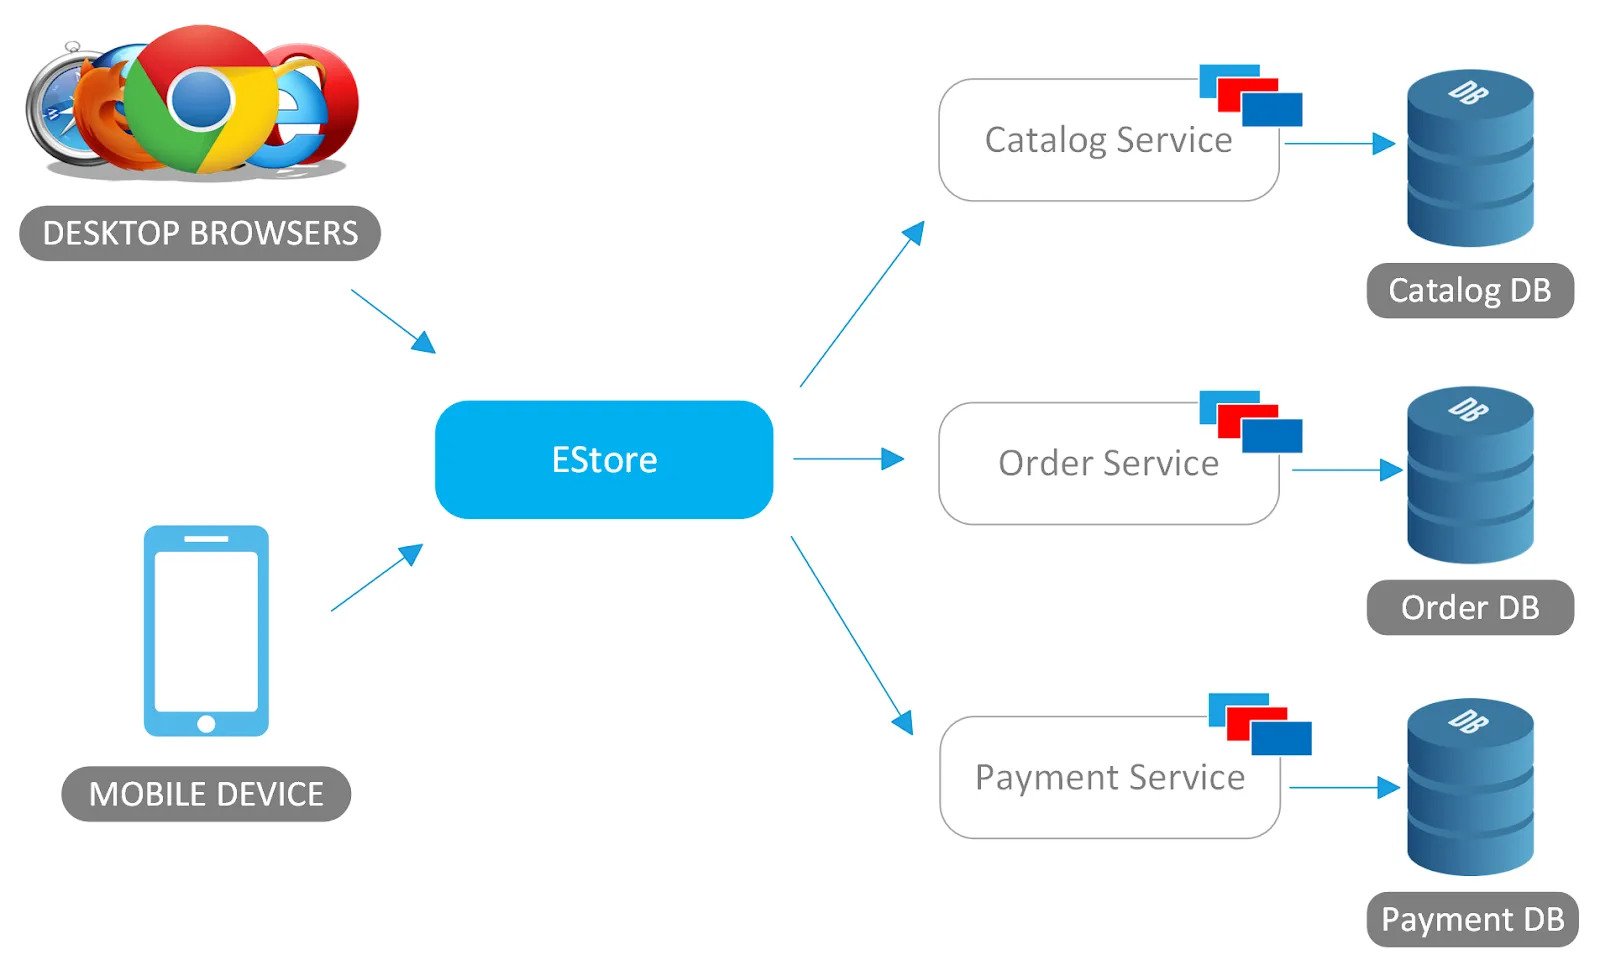 DESKTOP BROWSERS
MOBILE DEVICE
EStore
Catalog Service
DB
Catalog DB
Order Service
DB
Order DB
Payment Service
DB
Payment DB